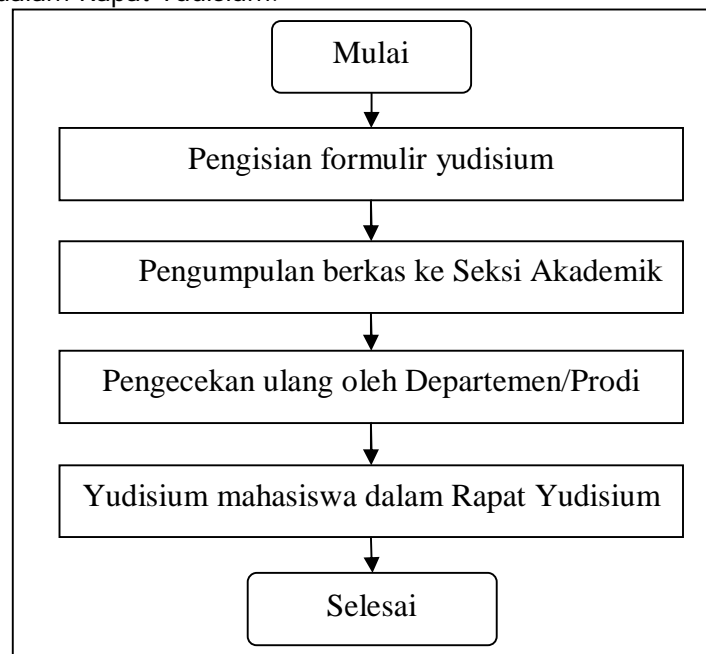 dalam Rapat Yudisium.
Mulai
Pengisian formulir yudisium
Pengumpulan berkas ke Seksi Akademik
Pengecekan ulang oleh Departemen/Prodi
Yudisium mahasiswa dalam Rapat Yudisium
Selesai